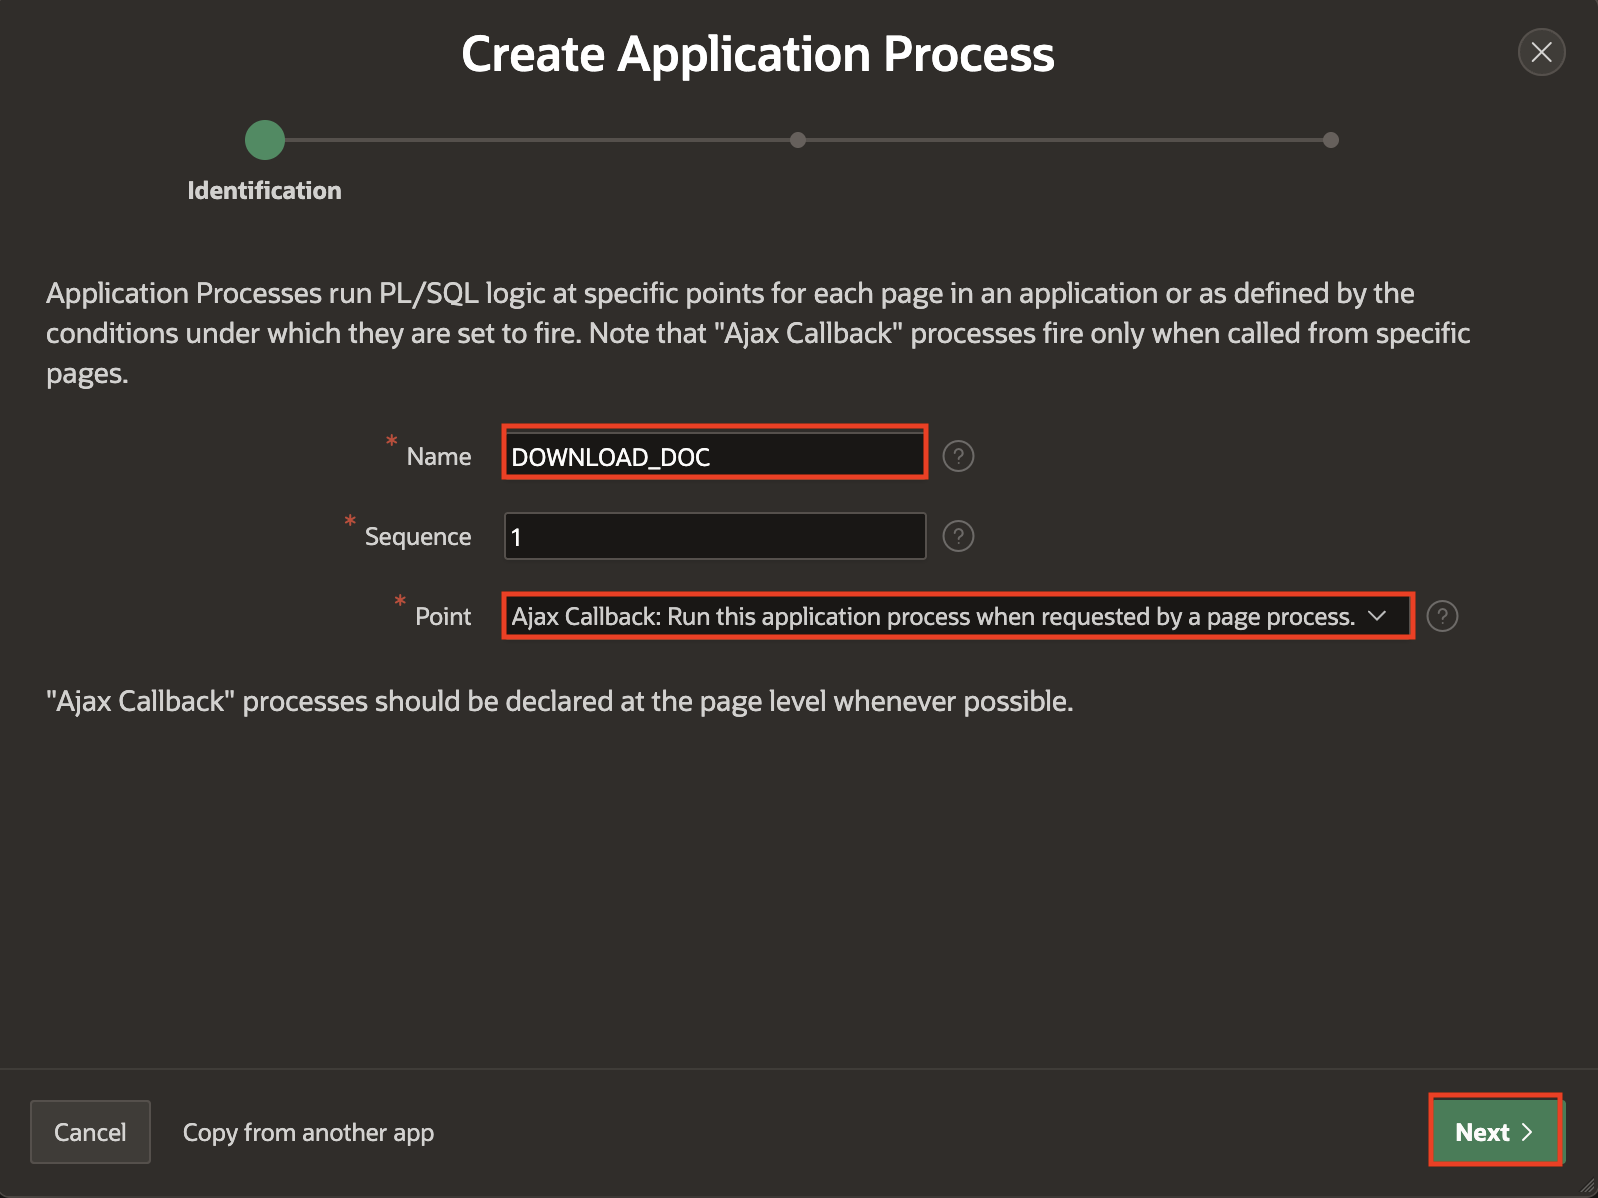 Create Application Process
Identification
Application Processes run PL/SQL logic at specific points for each page in an application or as defined by the
conditions under which they are set to fire. Note that "Ajax Callback" processes fire only when called from specific
pages.
* Name DOWNLOAD_DOC ?
* Sequence 1 ?
* Point Ajax Callback: Run this application process when requested by a page process. ?
"Ajax Callback" processes should be declared at the page level whenever possible.
Cancel Copy from another app Next